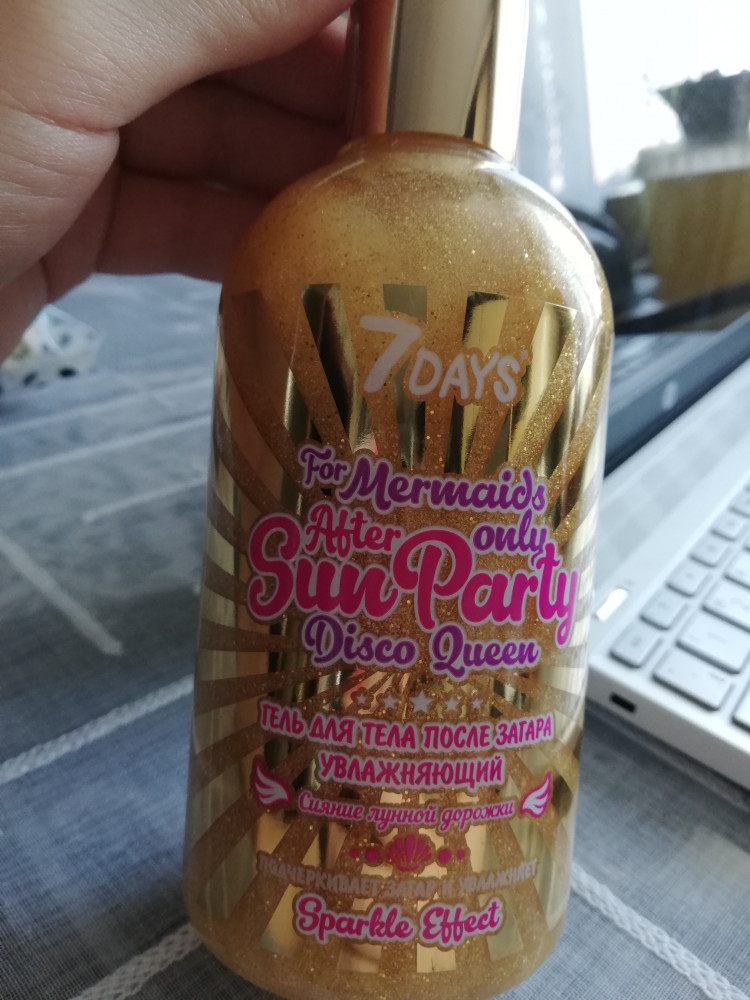 7DAYS
For Mermaids
After only
Sun Party
Disco Queen
ГЕЛЬ ДЛЯ ТЕЛА ПОСЛЕ ЗАГАРА
УВЛАЖНЯЮЩИЙ
Сияние лунной дорожки
ПОДЧЕРКИВАЕТ ЗАГАР И УВЛАЖНЯЕТ
Sparkle Effect